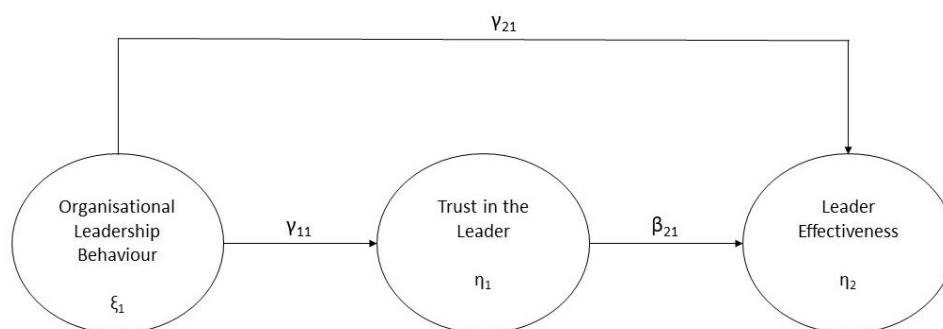 γ21
Organisational
Leadership
Behaviour
ξ1
γ11
Trust in the
Leader
η1
β21
Leader
Effectiveness
η2